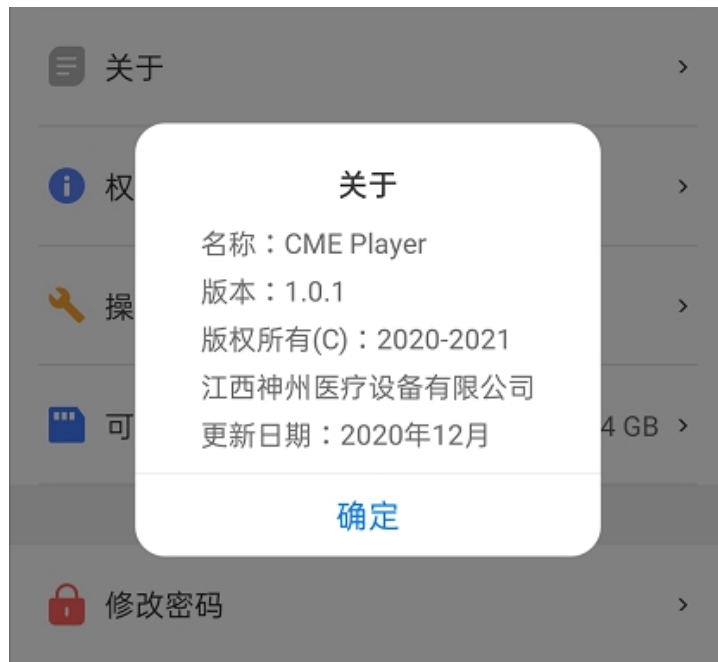 关于
权
操
可
4 GB
修改密码
关于
名称：CME Player
版本：1.0.1
版权所有(C)：2020-2021
江西神州医疗设备有限公司
更新日期：2020年12月
确定